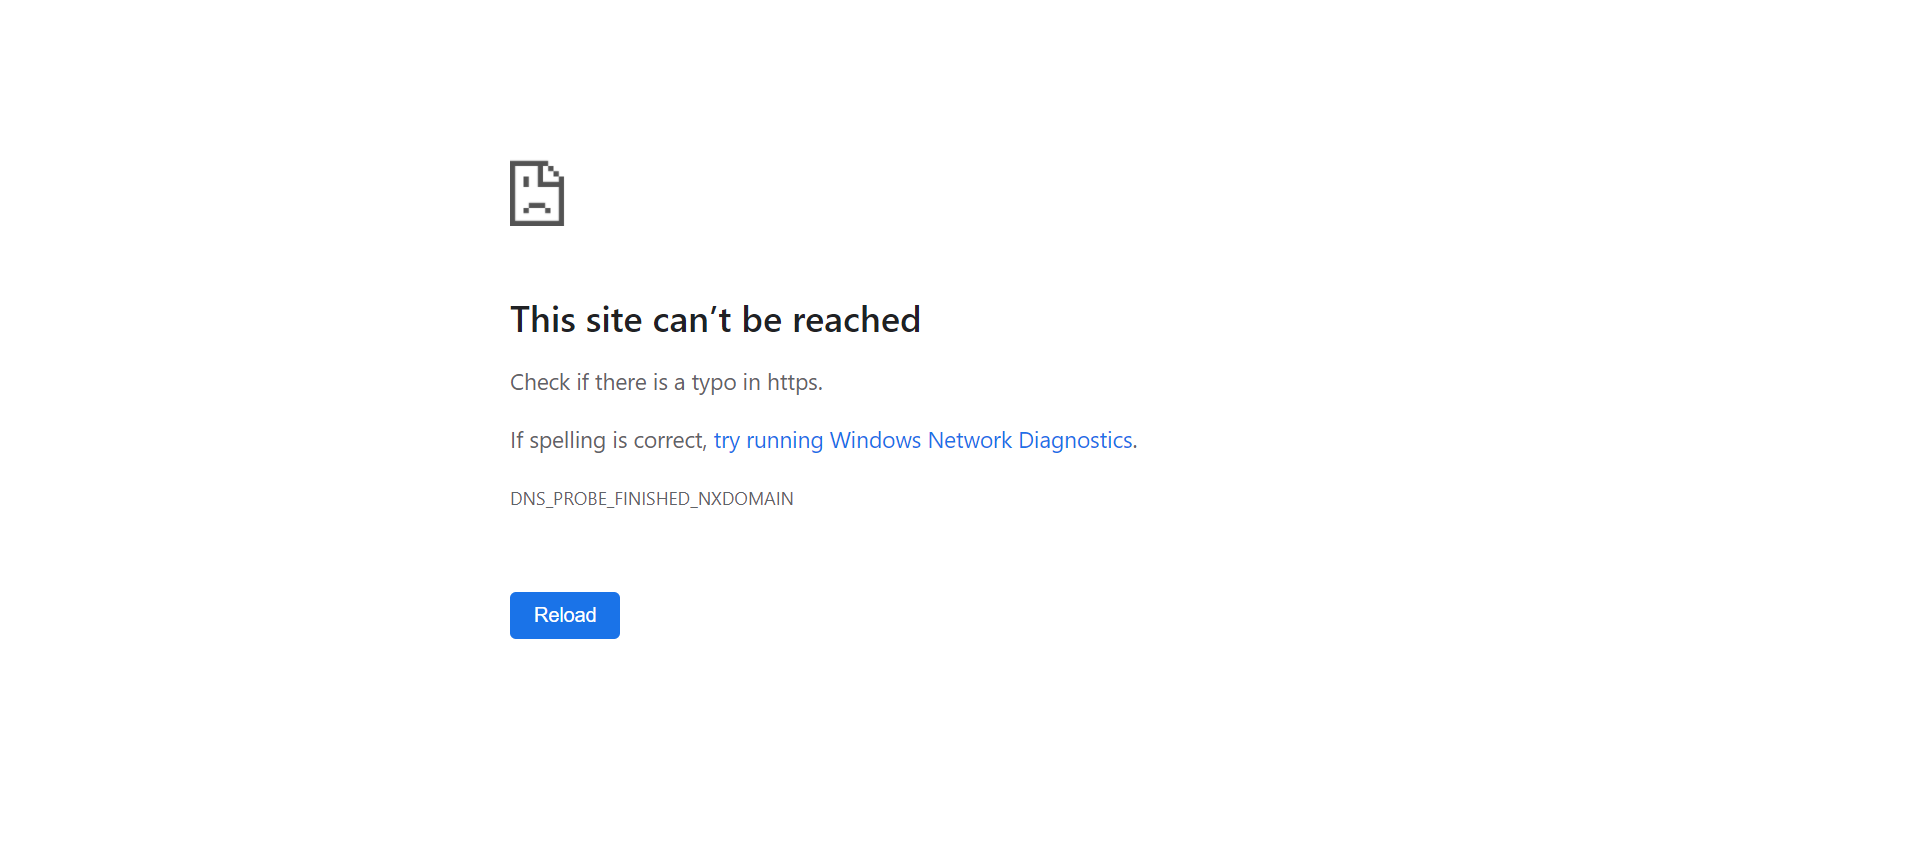 This site can’t be reached
Check if there is a typo in https.
If spelling is correct, try running Windows Network Diagnostics.
DNS_PROBE_FINISHED_NXDOMAIN
Reload